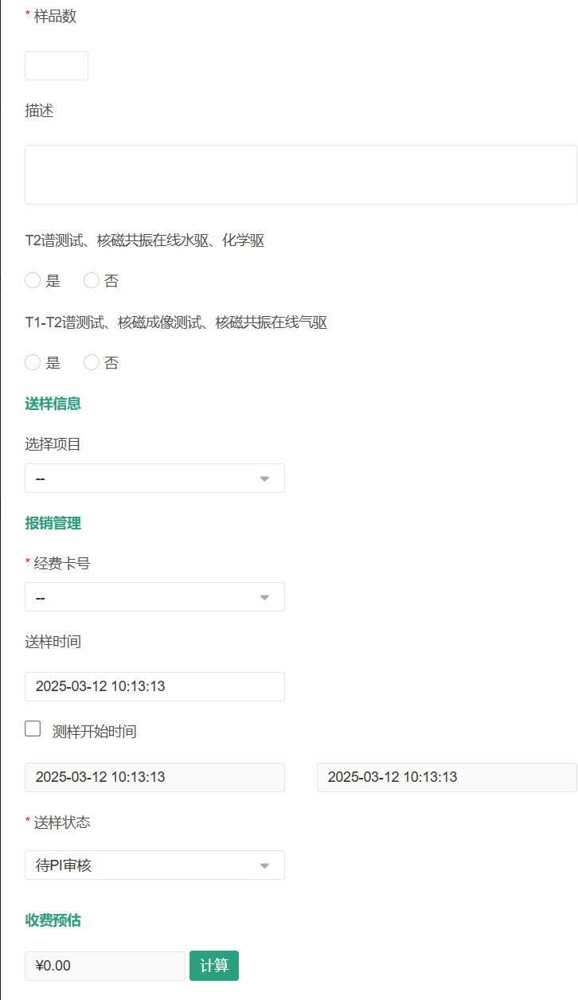 * 样品数
描述
T2谱测试、核磁共振在线水驱、化学驱
是 否
T1-T2谱测试、核磁成像测试、核磁共振在线气驱
是 否
送样信息
选择项目
--
报销管理
* 经费卡号
--
送样时间
2025-03-12 10:13:13
测样开始时间
2025-03-12 10:13:13 2025-03-12 10:13:13
* 送样状态
待PI审核
收费预估
¥0.00 计算